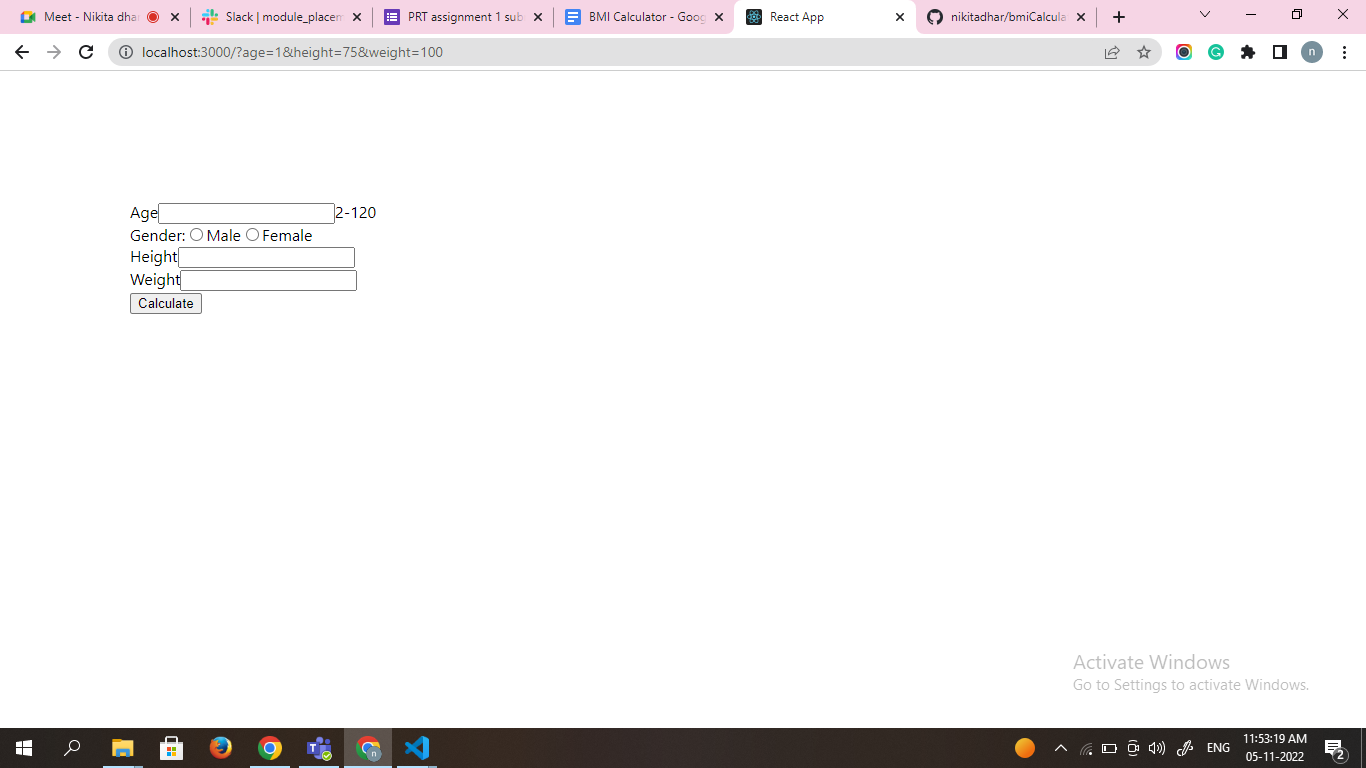 Meet - Nikita dhar
Slack | module_placem
PRT assignment 1 sub
BMI Calculator - Goog
React App
nikitadhar/bmiCalcula
localhost:3000/?age=1&height=75&weight=100
n
Age 2-120
Gender: Male Female
Height
Weight
Calculate
Activate Windows
Go to Settings to activate Windows.
n
ENG
11:53:19 AM
05-11-2022
2